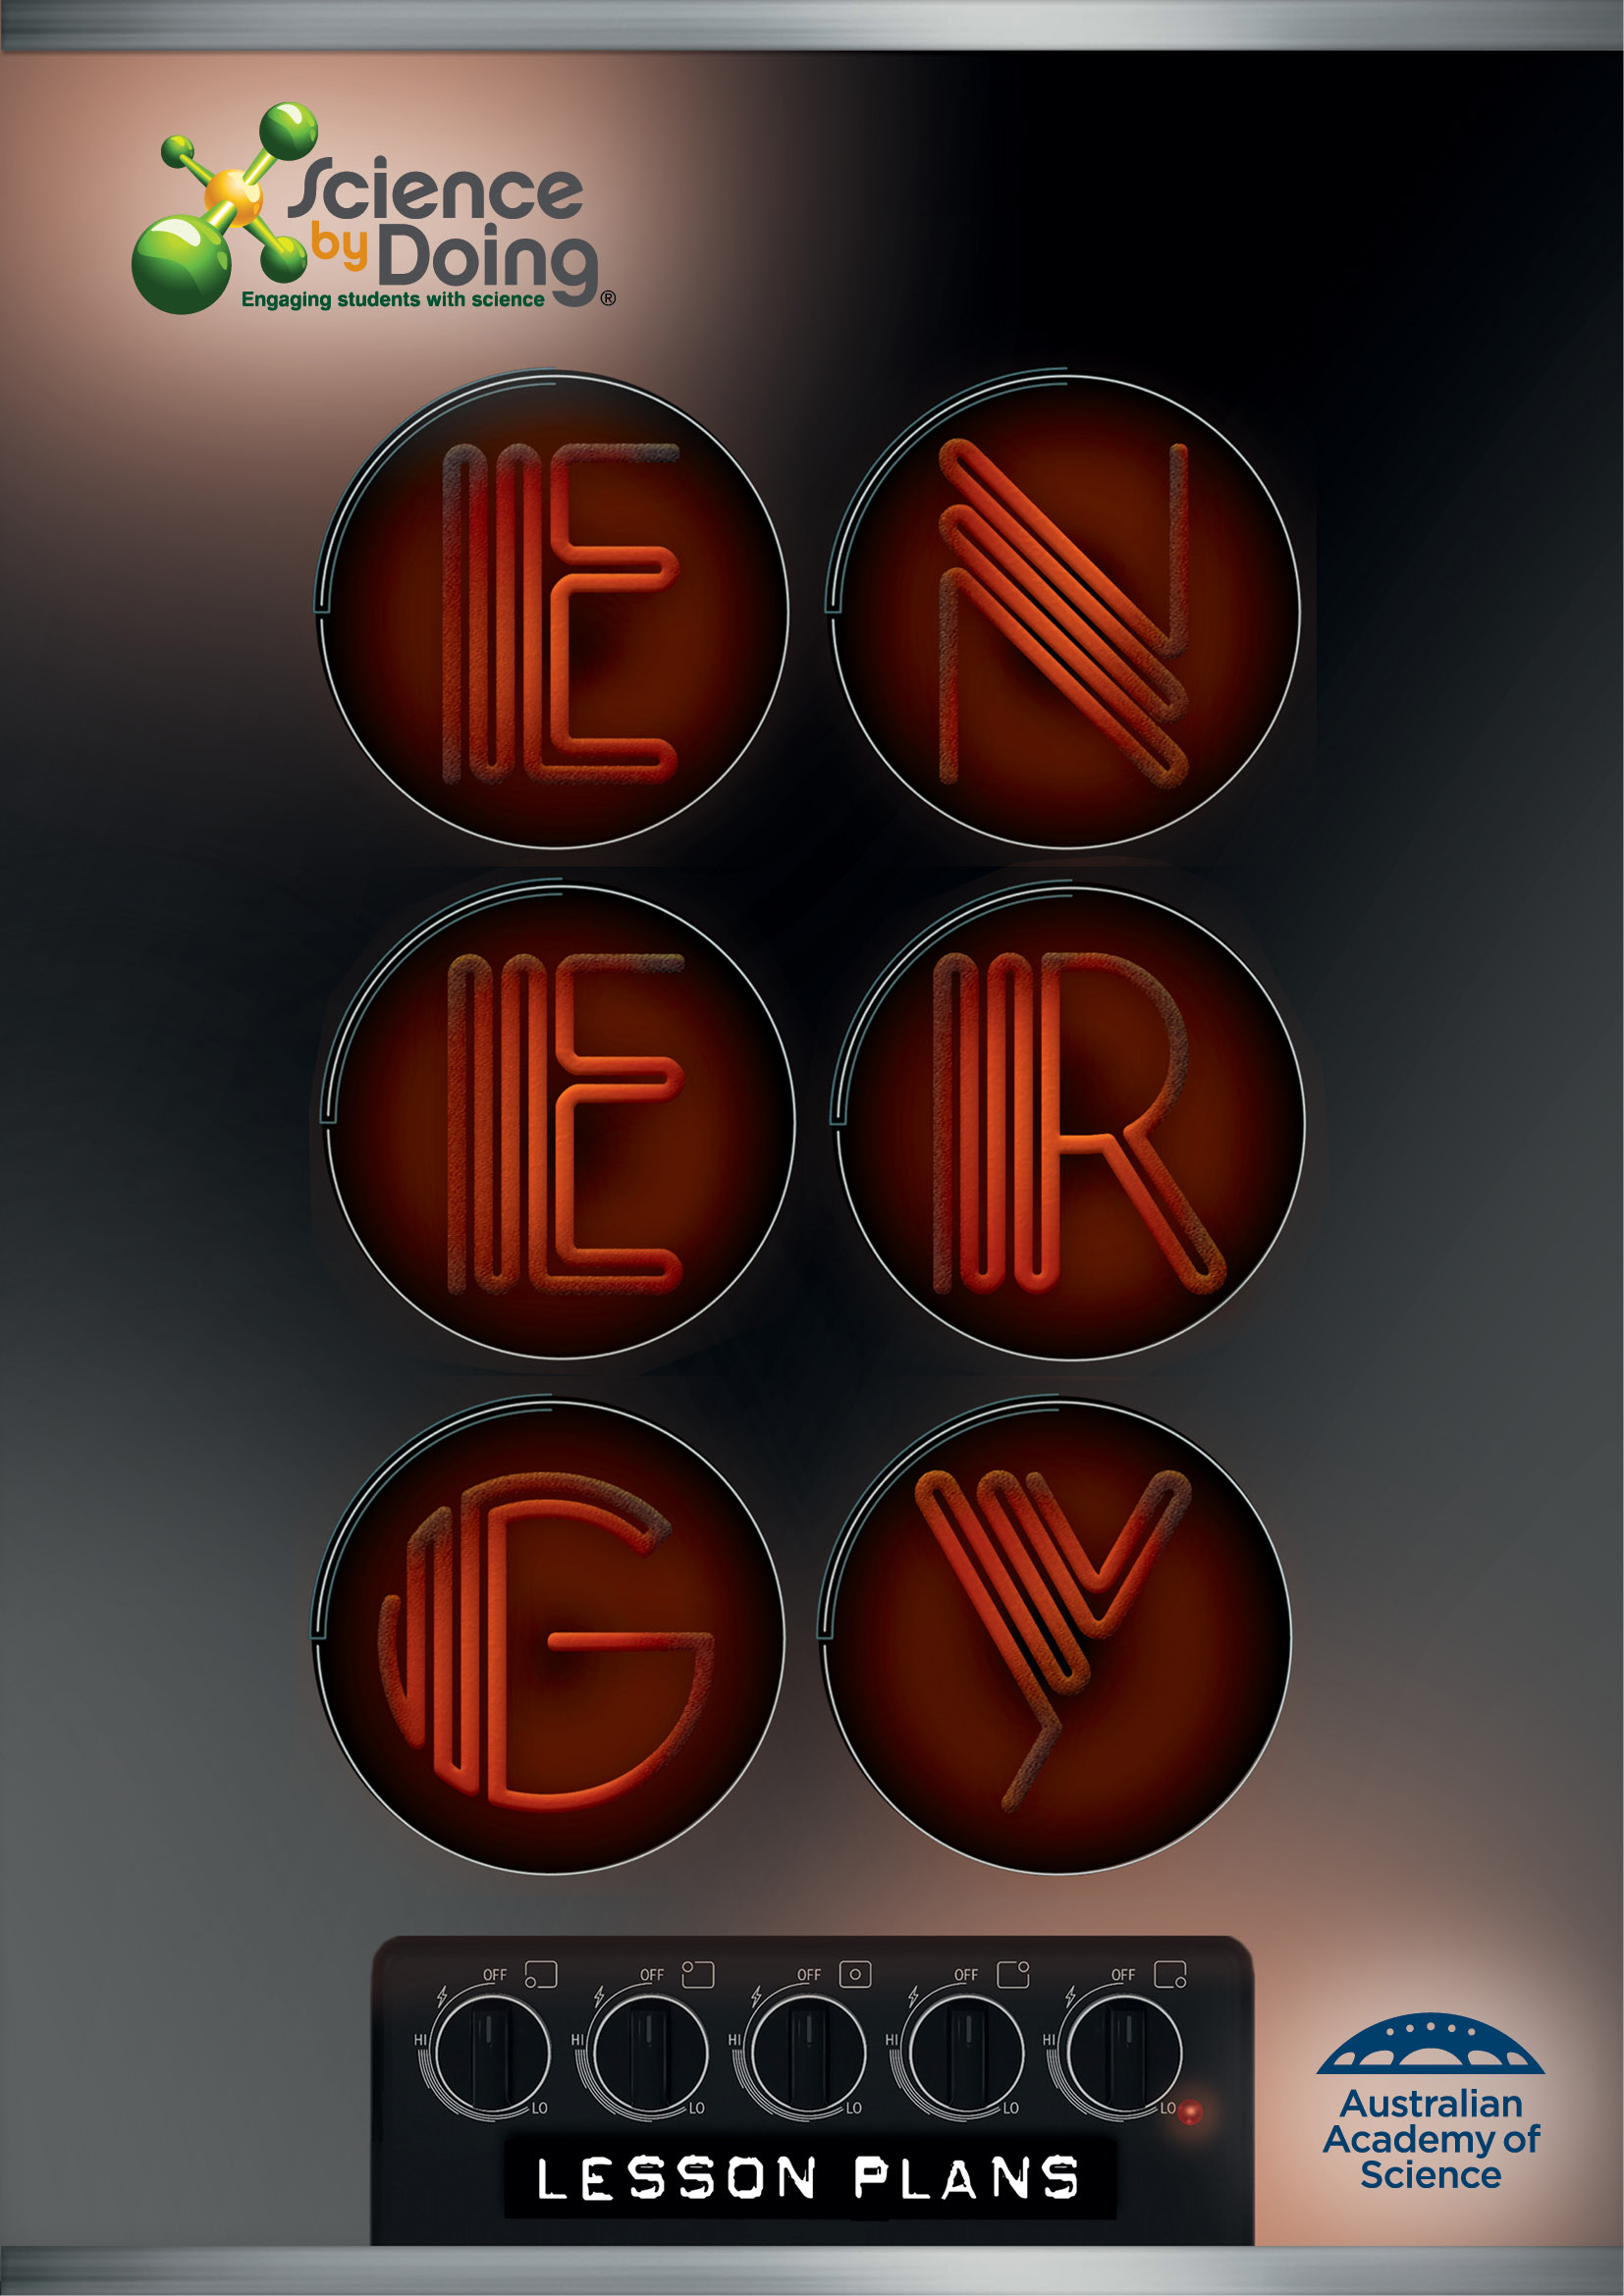 Science
by Doing
Engaging students with science ®
E N
E R
G Y
OFF OFF OFF OFF OFF
HI HI HI HI HI
LO LO LO LO LO
LESSON PLANS
Australian
Academy of
Science